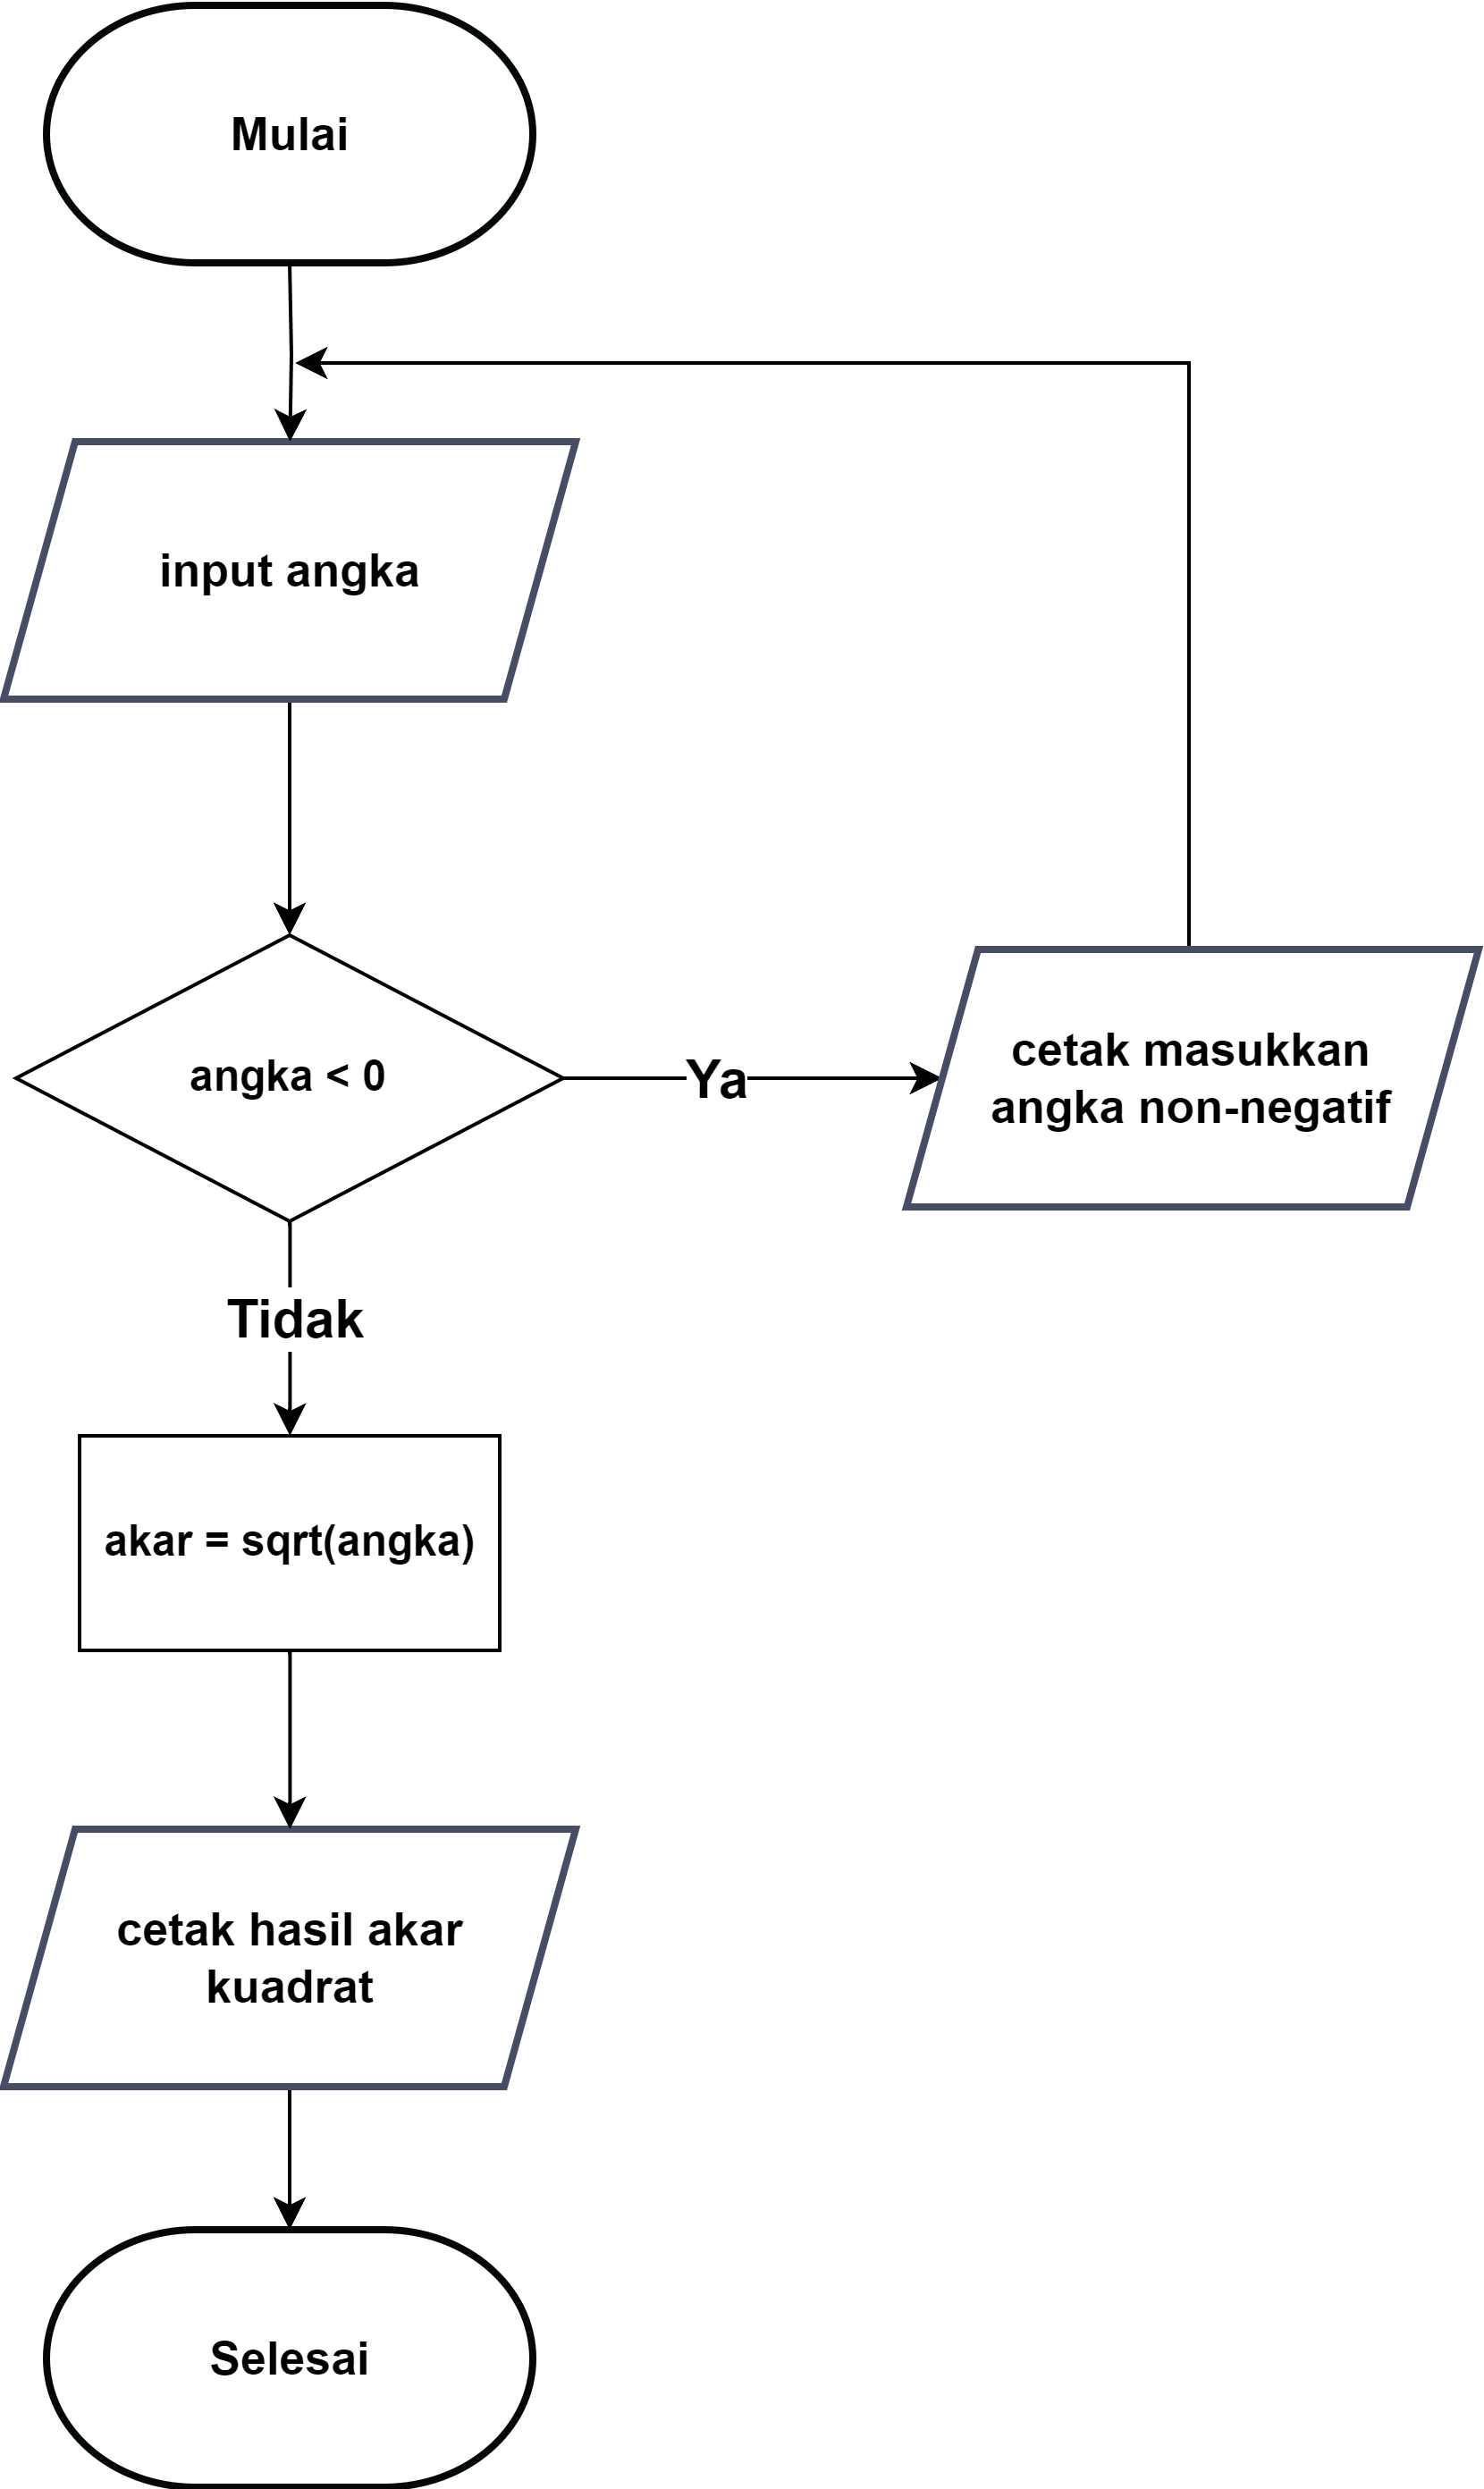 Mulai
input angka
angka < 0
Ya
cetak masukkan
angka non-negatif
Tidak
akar = sqrt(angka)
cetak hasil akar
kuadrat
Selesai